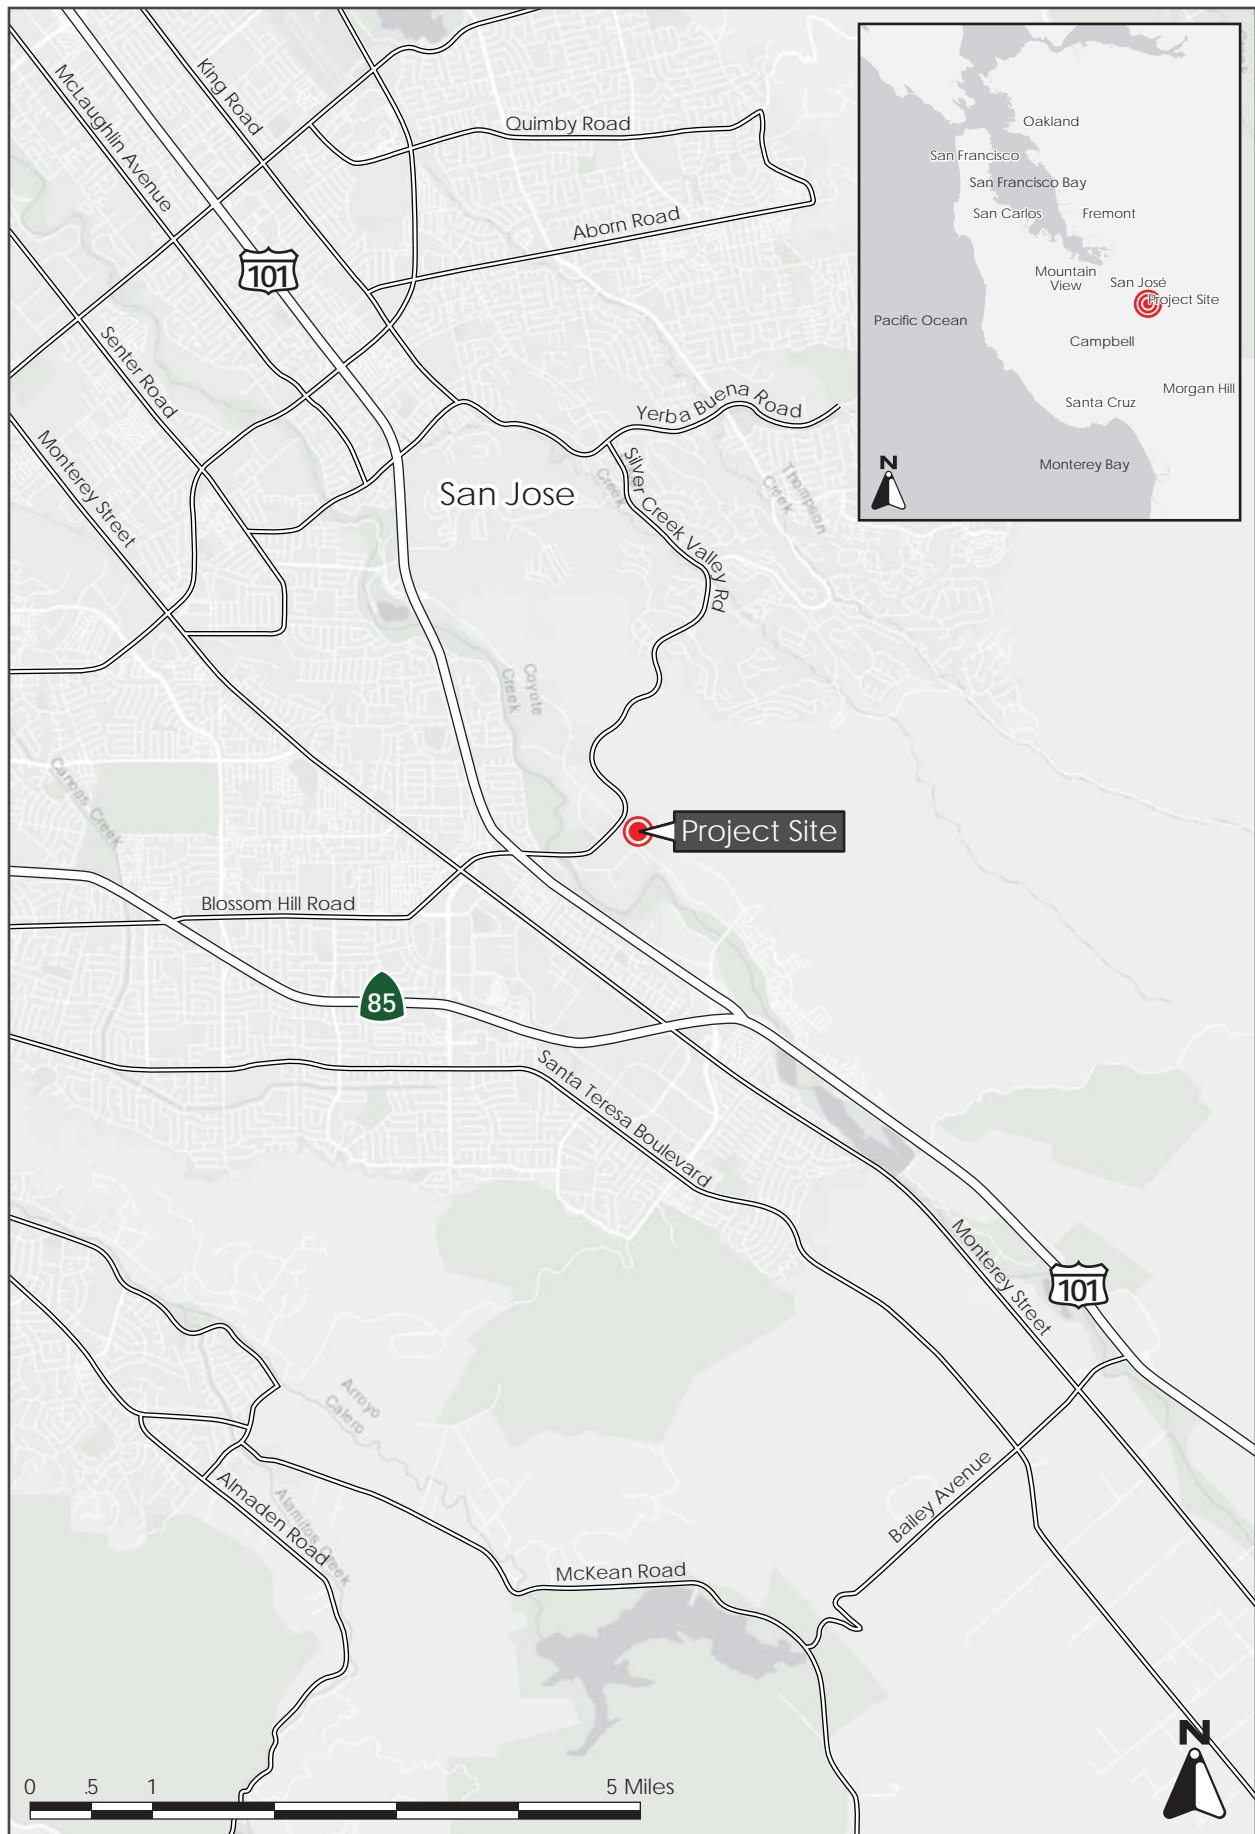 King Road
McLaughlin Avenue
Quimby Road
Aborn Road
101
Senter Road
Monterey Street
Yerba Buena Road
Silver Creek Valley Rd
San Jose
Creek
Thompson
Creek
Coyote
Creek
Canoas Creek
Project Site
Blossom Hill Road
85
Santa Teresa Boulevard
Monterey Street
101
Arroyo
Calero
Almaden Road
Alamitos Creek
Bailey Avenue
McKean Road
0 .5 1 5 Miles
N
Oakland
San Francisco
San Francisco Bay
San Carlos
Fremont
Mountain
View
San José
Project Site
Pacific Ocean
Campbell
Morgan Hill
Santa Cruz
Monterey Bay
N